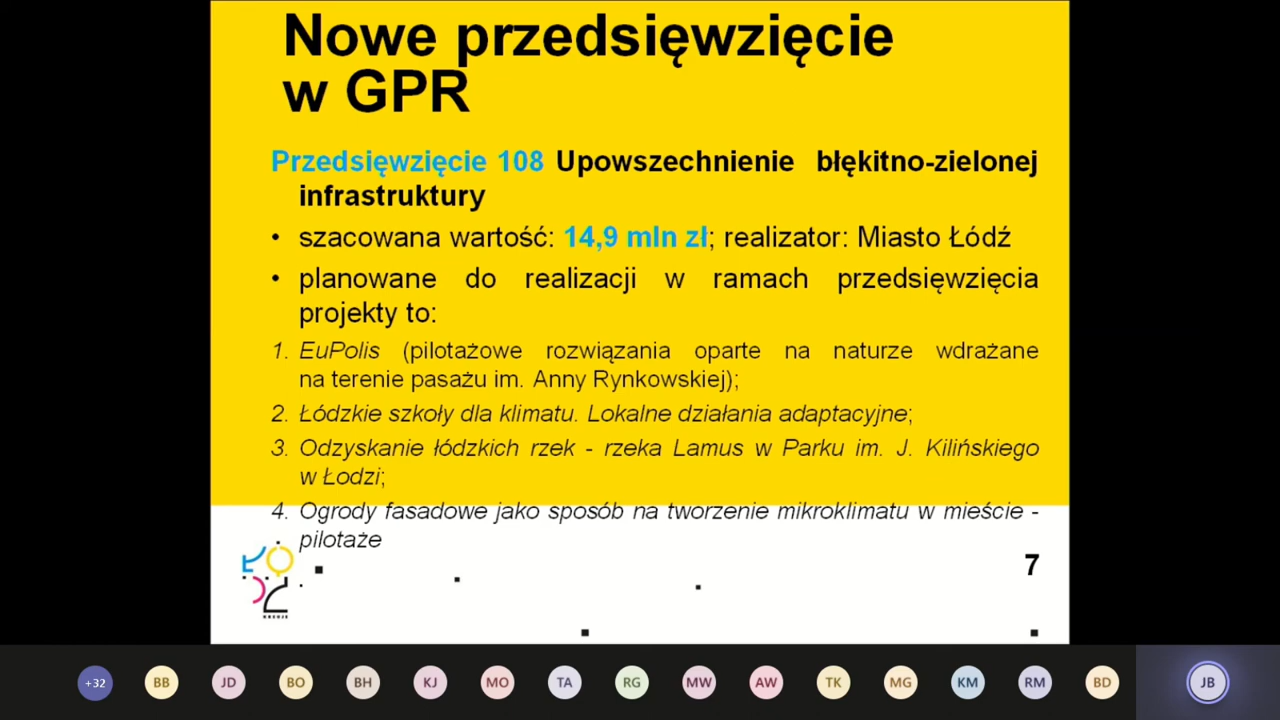 Nowe przedsięwzięcie
w GPR
Przedsięwzięcie 108 Upowszechnienie błękitno-zielonej
infrastruktury
• szacowana wartość: 14,9 mln zł; realizator: Miasto Łódź
• planowane do realizacji w ramach przedsięwzięcia
projekty to:
1. EuPolis (pilotażowe rozwiązania oparte na naturze wdrażane
na terenie pasażu im. Anny Rynkowskiej);
2. Łódzkie szkoły dla klimatu. Lokalne działania adaptacyjne;
3. Odzyskanie łódzkich rzek - rzeka Lamus w Parku im. J. Kilińskiego
w Łodzi;
4. Ogrody fasadowe jako sposób na tworzenie mikroklimatu w mieście -
pilotaże
KREUJE
7
+32 BB JD BO BH KJ MO TA RG MW AW TK MG KM RM BD JB